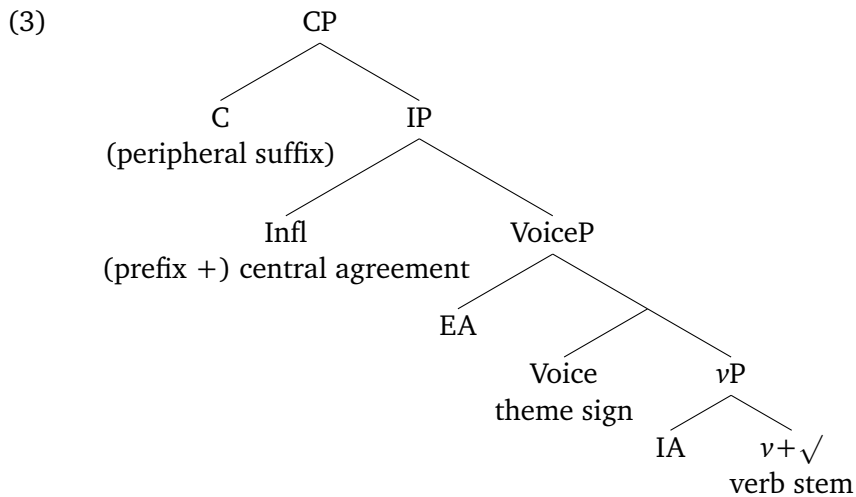 (3) CP
C IP
(peripheral suffix)
Infl VoiceP
(prefix +) central agreement
EA
Voice vP
theme sign
IA v+√
verb stem